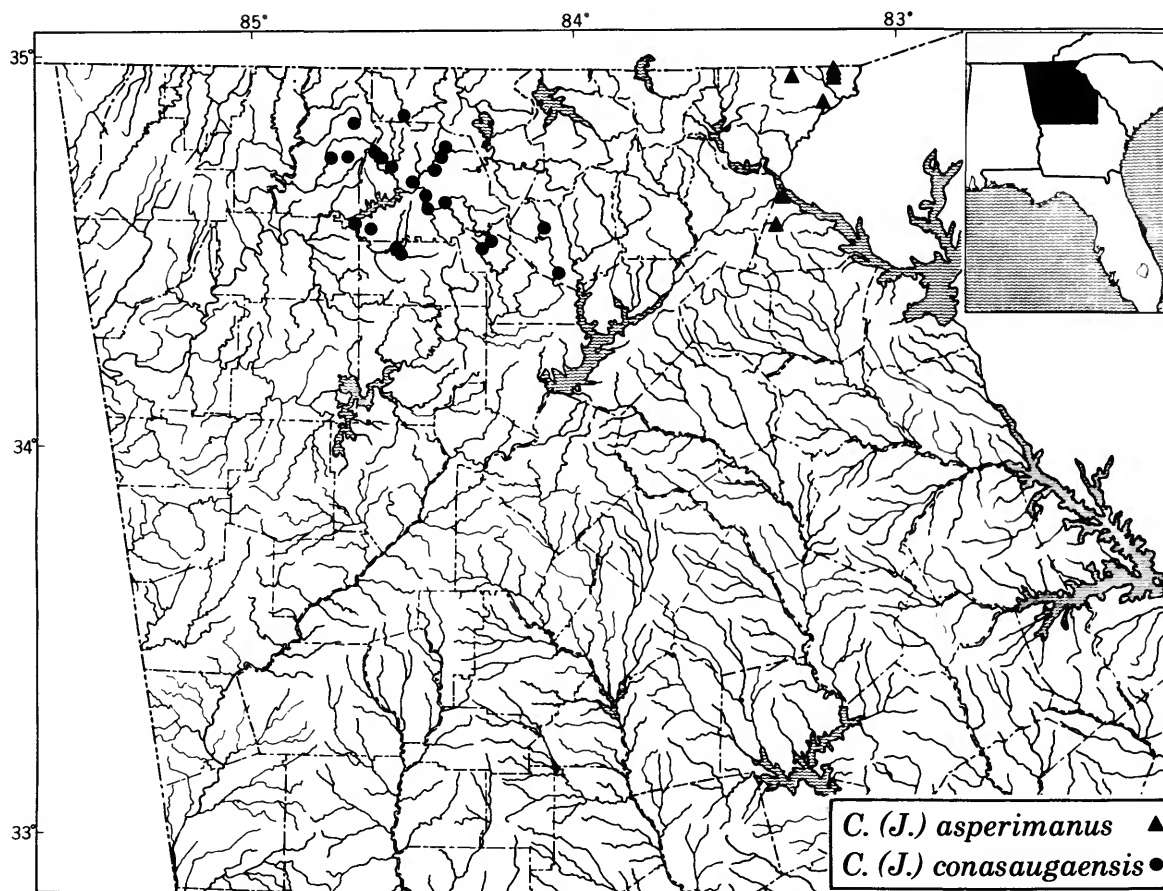 85° 84° 83°
35°
34°
33°
C. (J.) asperimanus ▲
C. (J.) conasaugaensis ●